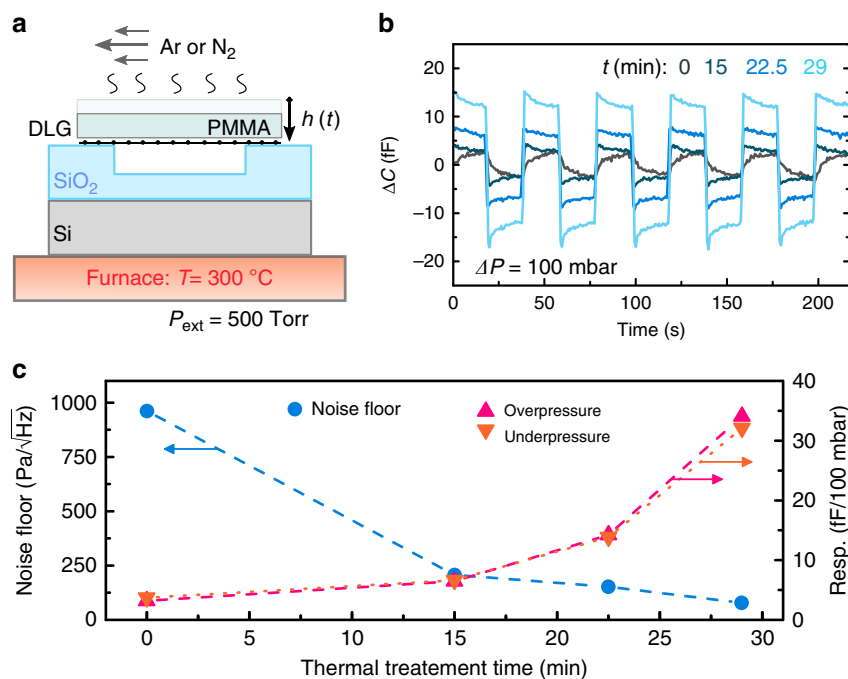 a
Ar or N2
h (t)
DLG
PMMA
SiO2
Si
Furnace: T= 300 °C
Pext = 500 Torr
b
t (min): 0 15 22.5 29
ΔC (fF)
20
10
0
−10
−20
ΔP = 100 mbar
0 50 100 150 200
Time (s)
c
Noise floor (Pa/√Hz)
1000
750
500
250
0
Noise floor
Overpressure
Underpressure
40
30
20
10
0
Resp. (fF/100 mbar)
0 5 10 15 20 25 30
Thermal treatement time (min)